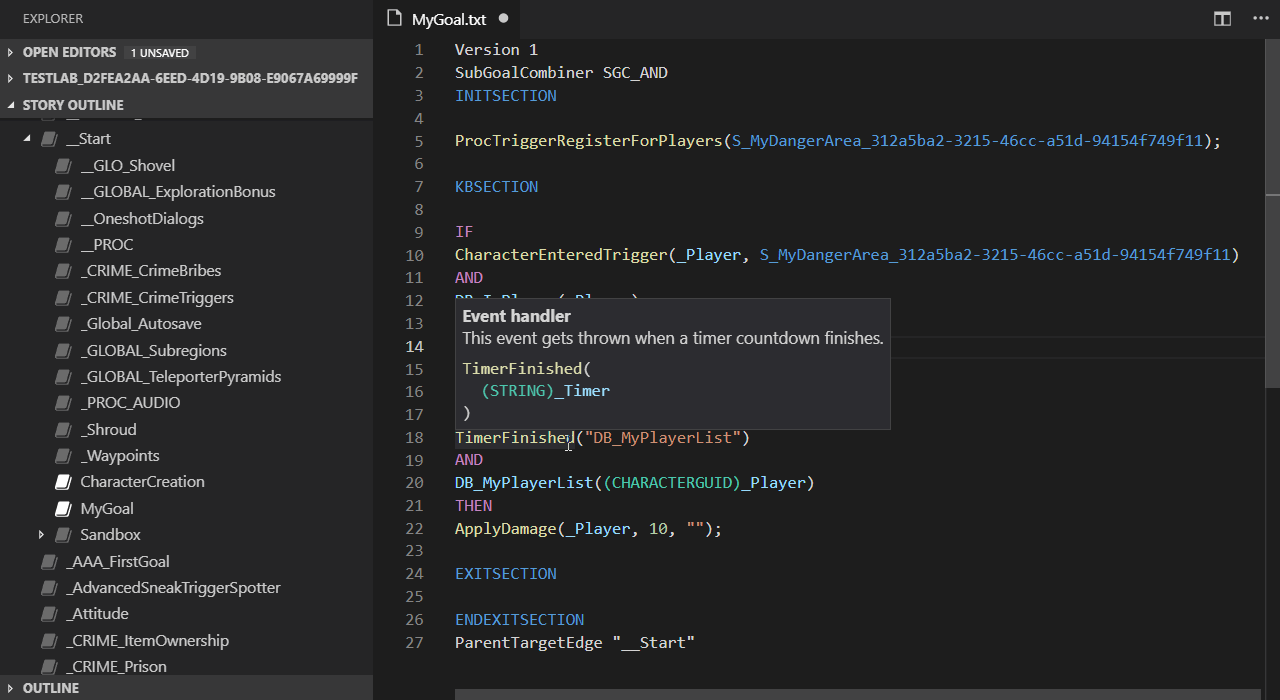 EXPLORER
OPEN EDITORS 1 UNSAVED
TESTLAB_D2FEA2AA-6EED-4D19-9B08-E9067A69999F
STORY OUTLINE
__Start
__GLO_Shovel
__GLOBAL_ExplorationBonus
__OneshotDialogs
__PROC
_CRIME_CrimeBribes
_CRIME_CrimeTriggers
_Global_Autosave
_GLOBAL_Subregions
_GLOBAL_TeleporterPyramids
_PROC_AUDIO
_Shroud
_Waypoints
CharacterCreation
MyGoal
Sandbox
_AAA_FirstGoal
_AdvancedSneakTriggerSpotter
_Attitude
_CRIME_ItemOwnership
_CRIME_Prison
OUTLINE
MyGoal.txt
1 Version 1
2 SubGoalCombiner SGC_AND
3 INITSECTION
4
5 ProcTriggerRegisterForPlayers(S_MyDangerArea_312a5ba2-3215-46cc-a51d-94154f749f11);
6
7 KBSECTION
8
9 IF
10 CharacterEnteredTrigger(_Player, S_MyDangerArea_312a5ba2-3215-46cc-a51d-94154f749f11)
11 AND
12
13
14
15
16
17
Event handler
This event gets thrown when a timer countdown finishes.
TimerFinished(
(STRING)_Timer
)
18 TimerFinished("DB_MyPlayerList")
19 AND
20 DB_MyPlayerList((CHARACTERGUID)_Player)
21 THEN
22 ApplyDamage(_Player, 10, "");
23
24 EXITSECTION
25
26 ENDEXITSECTION
27 ParentTargetEdge "__Start"